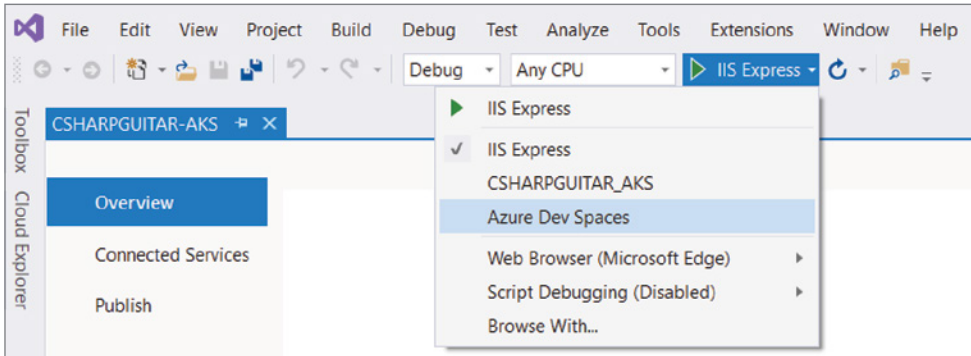 File Edit View Project Build Debug Test Analyze Tools Extensions Window Help
Debug Any CPU IIS Express
Toolbox
Cloud Explorer
CSHARPGUITAR-AKS
Overview
Connected Services
Publish
IIS Express
IIS Express
CSHARPGUITAR_AKS
Azure Dev Spaces
Web Browser (Microsoft Edge)
Script Debugging (Disabled)
Browse With...